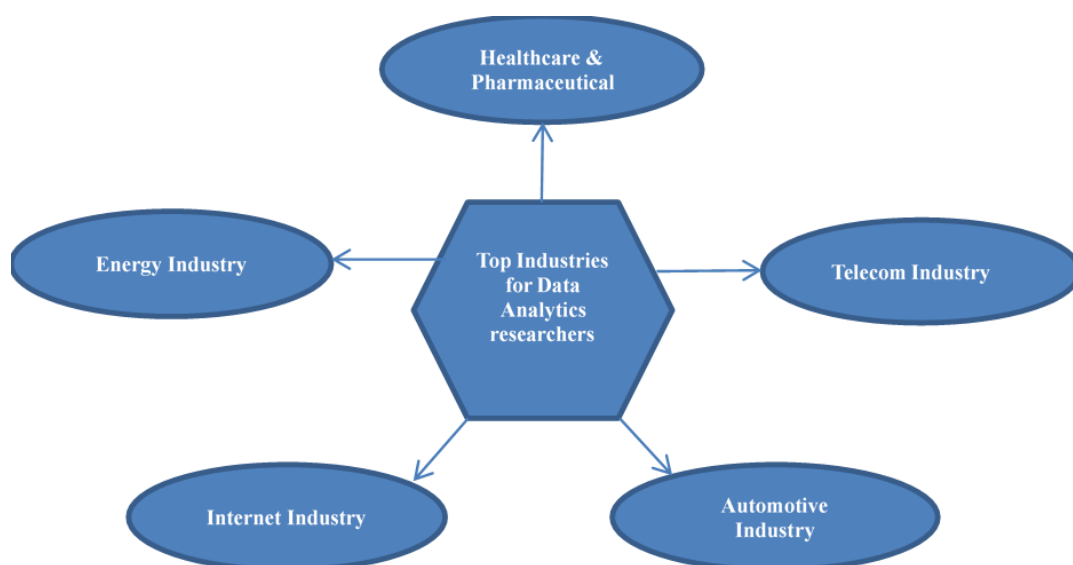 Healthcare &
Pharmaceutical
Energy Industry
Top Industries
for Data
Analytics
researchers
Telecom Industry
Internet Industry
Automotive
Industry